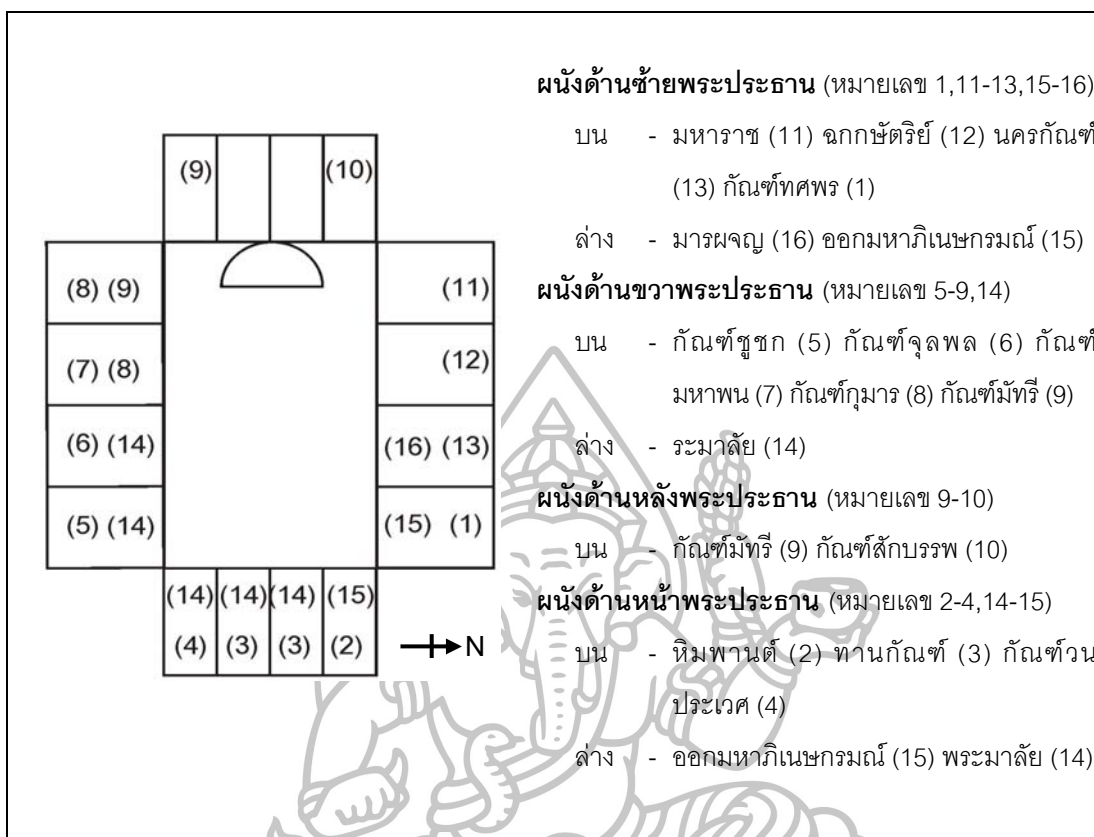 (9) (10)
(8) (9) (11)
(7) (8) (12)
(6) (14) (16) (13)
(5) (14) (15) (1)
(14) (14) (14) (15)
(4) (3) (3) (2) N
ผนังด้านซ้ายพระประธาน (หมายเลข 1,11-13,15-16)
บน - มหาราช (11) ฉกกษัตริย์ (12) นครกัณฑ์
(13) กัณฑ์ทศพร (1)
ล่าง - มารผจญ (16) ออกมหาภิเนษกรมณ์ (15)
ผนังด้านขวาพระประธาน (หมายเลข 5-9,14)
บน - กัณฑ์ชูชก (5) กัณฑ์จุลพล (6) กัณฑ์
มหาพน (7) กัณฑ์กุมาร (8) กัณฑ์มัทรี (9)
ล่าง - ระมาลัย (14)
ผนังด้านหลังพระประธาน (หมายเลข 9-10)
บน - กัณฑ์มัทรี (9) กัณฑ์สักบรรพ (10)
ผนังด้านหน้าพระประธาน (หมายเลข 2-4,14-15)
บน - หิมพานต์ (2) ทานกัณฑ์ (3) กัณฑ์วน
ประเวศ (4)
ล่าง - ออกมหาภิเนษกรมณ์ (15) พระมาลัย (14)